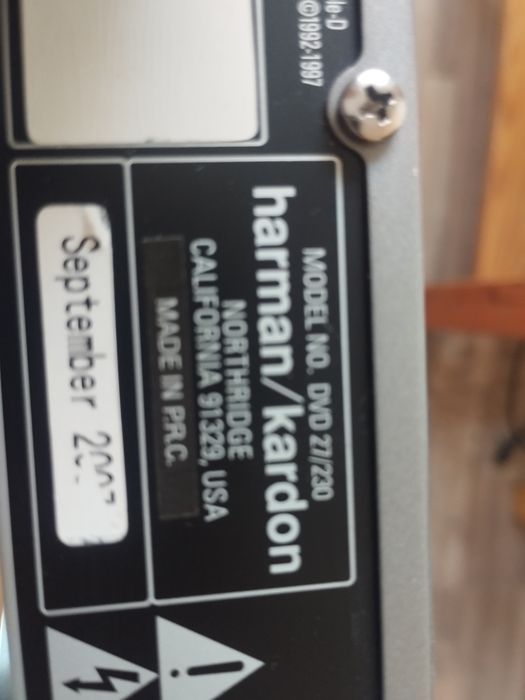 ©1992-1997
MODEL NO. DVD 27/230
harman/kardon
NORTHRIDGE
CALIFORNIA 91329, USA
MADE IN P.R.C.
September